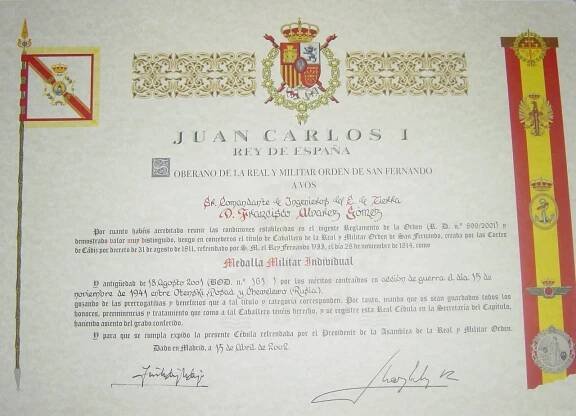 JUAN CARLOS I
REY DE ESPAÑA
SOBERANO DE LA REAL Y MILITAR ORDEN DE SAN FERNANDO
A VOS
Sr. Comandante de Ingenieros del E. de Tierra
D. Francisco Alvarez Gomez
Por cuanto habéis acreditado reunir las condiciones establecidas en el vigente Reglamento de la Orden (R. D. n.º 899/2001) y
demostrado valor muy distinguido, vengo en concederos el título de Caballero de la Real y Militar Orden de San Fernando, creada por las Cortes
de Cádiz por decreto de 31 de agosto de 1811, refrendado por S. M. el Rey Fernando VII, el día 28 de noviembre de 1814, como
Medalla Militar Individual
Y antigüedad de 18 Agosto 2001 (BOD. n.º 161) por los méritos contraídos en acción de guerra el día 15 de
noviembre de 1941 entre Otenski, Posad y Chevelevo (Rusia).
gozando de las prerrogativas y beneficios que a tal título y categoría corresponden. Por tanto, mando que os sean guardados todos los
honores, preeminencias y tratamiento que como a tal Caballero tenéis derecho, y se registre esta Real Cédula en la Secretaría del Capítulo,
haciendo asiento del grado conferido.
Y para que se cumpla expido la presente Cédula refrendada por el Presidente de la Asamblea de la Real y Militar Orden.
Dado en Madrid, a 15 de Abril de 2002